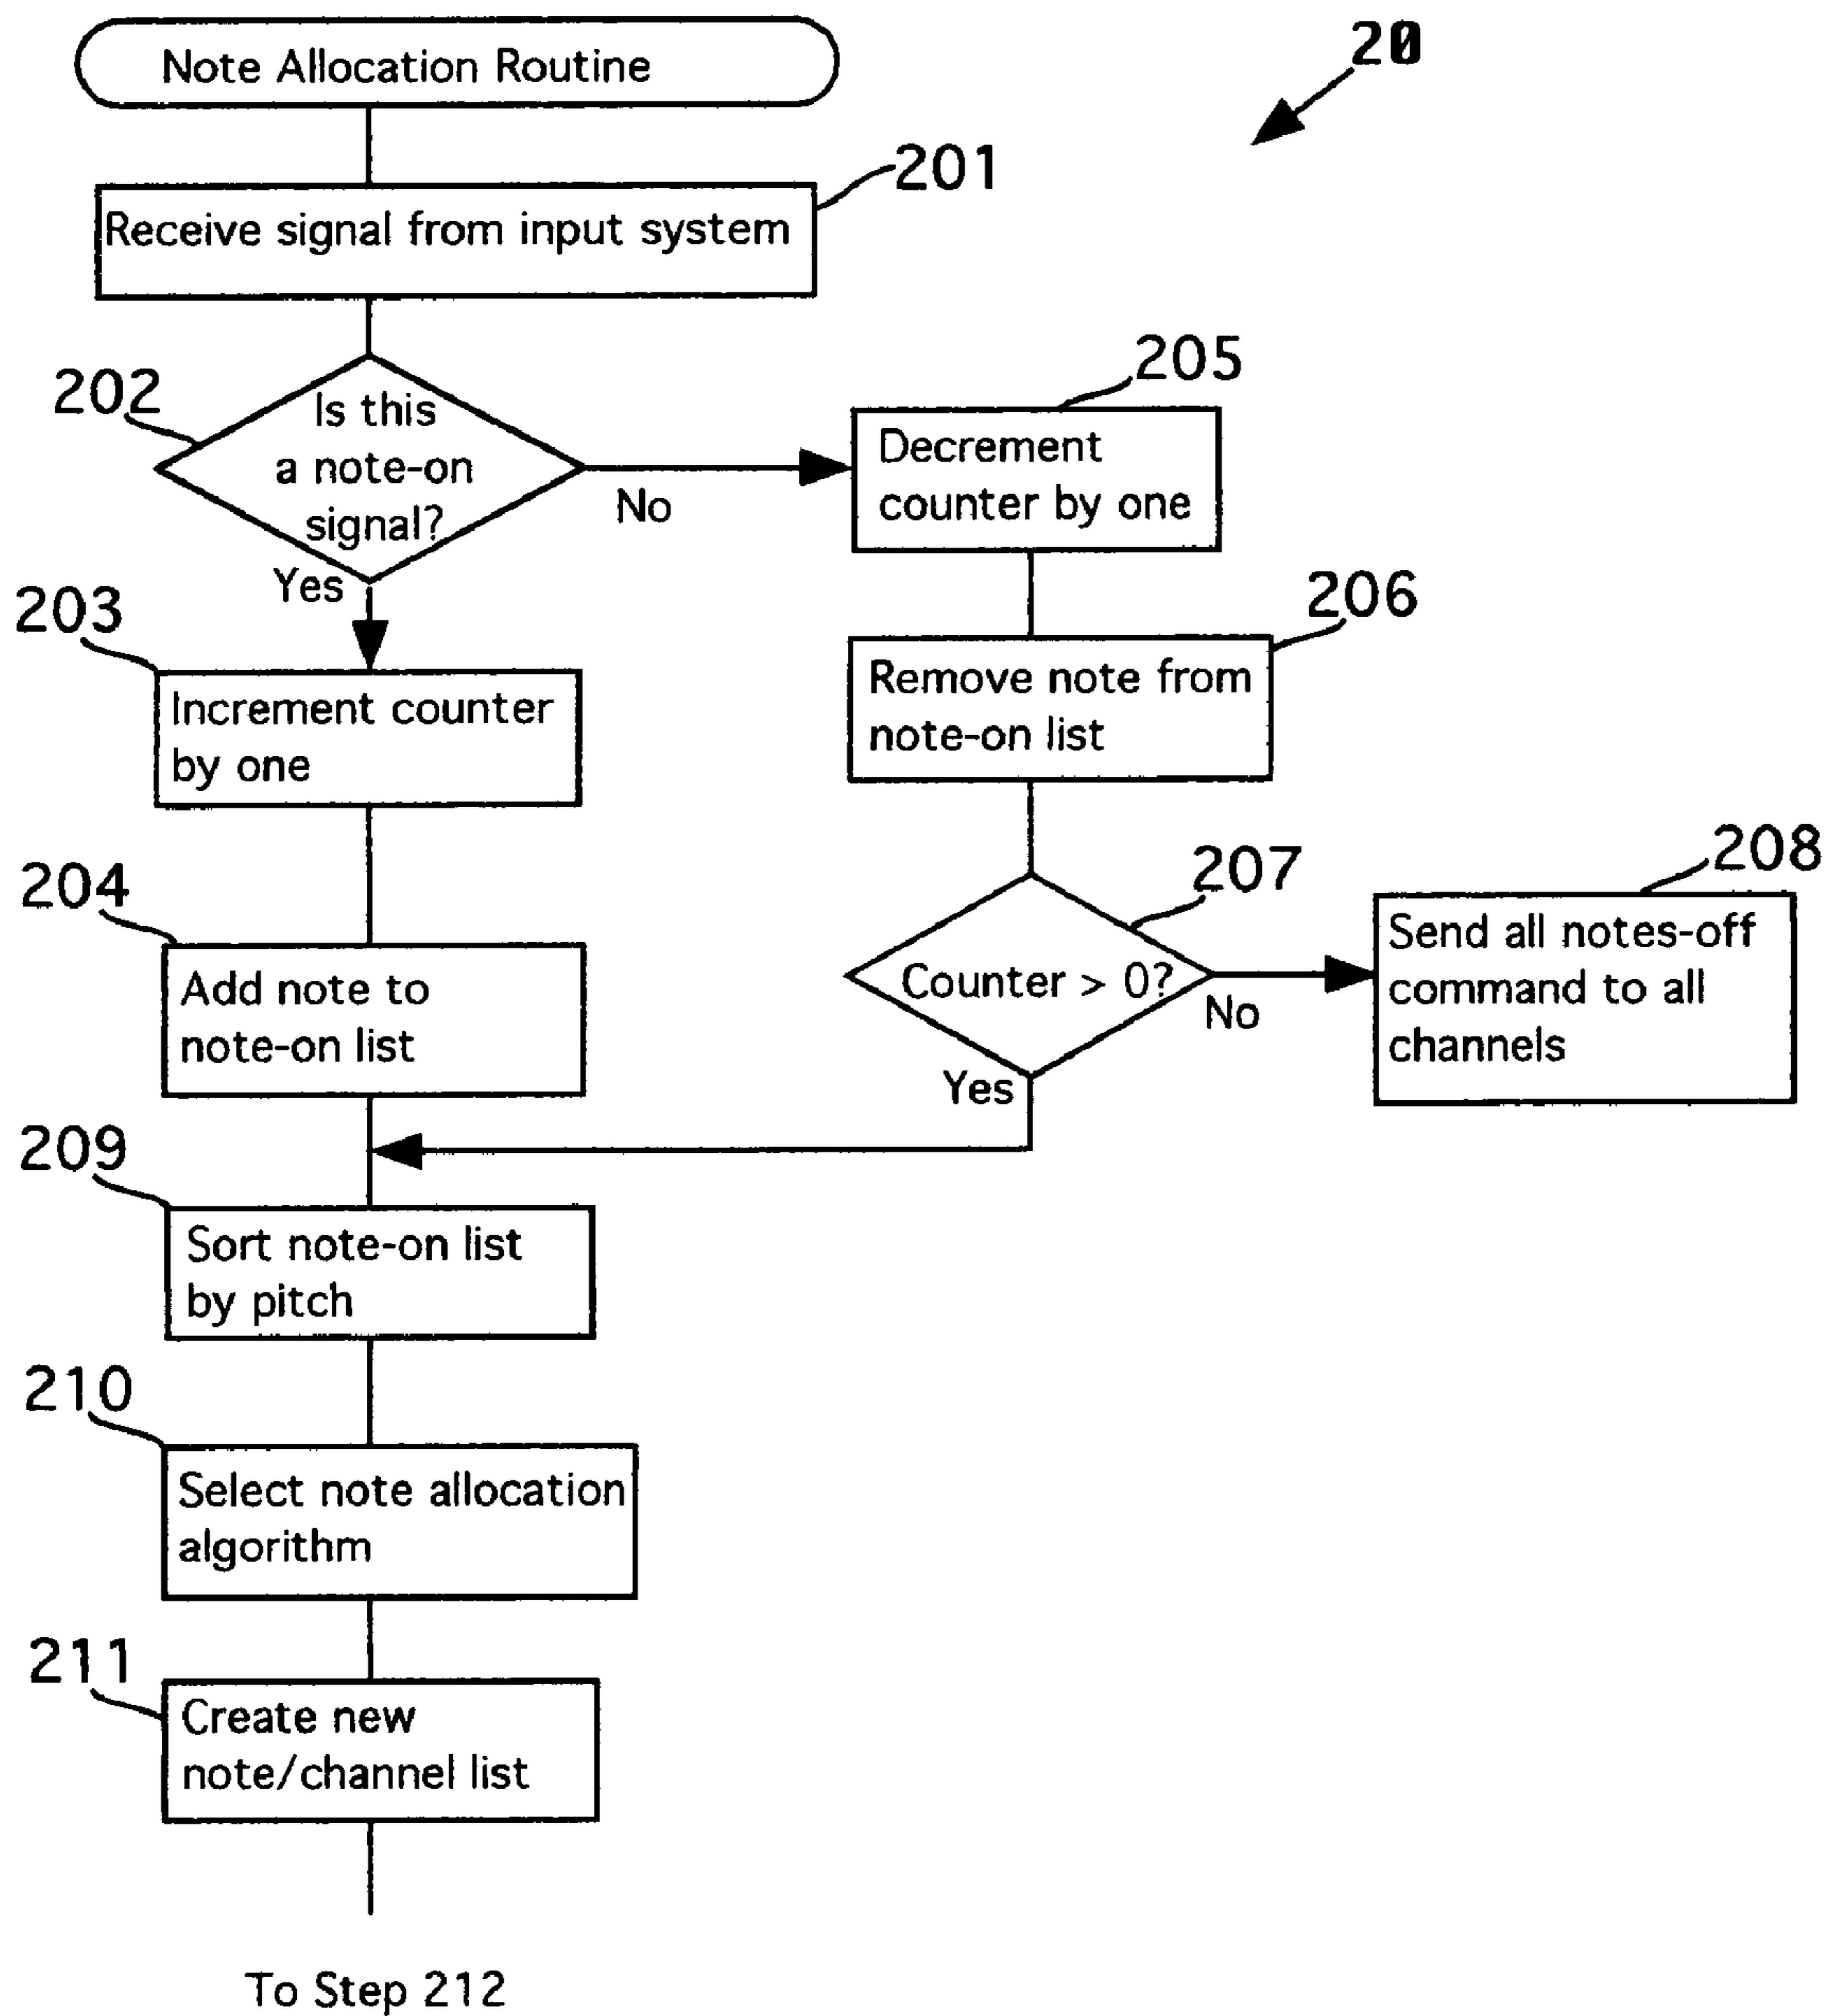 Note Allocation Routine
20
201
Receive signal from input system
202
Is this
a note-on
signal?
No
Yes
205
Decrement
counter by one
203
Increment counter
by one
206
Remove note from
note-on list
204
Add note to
note-on list
207
Counter > 0?
No
Yes
208
Send all notes-off
command to all
channels
209
Sort note-on list
by pitch
210
Select note allocation
algorithm
211
Create new
note/channel list
To Step 212